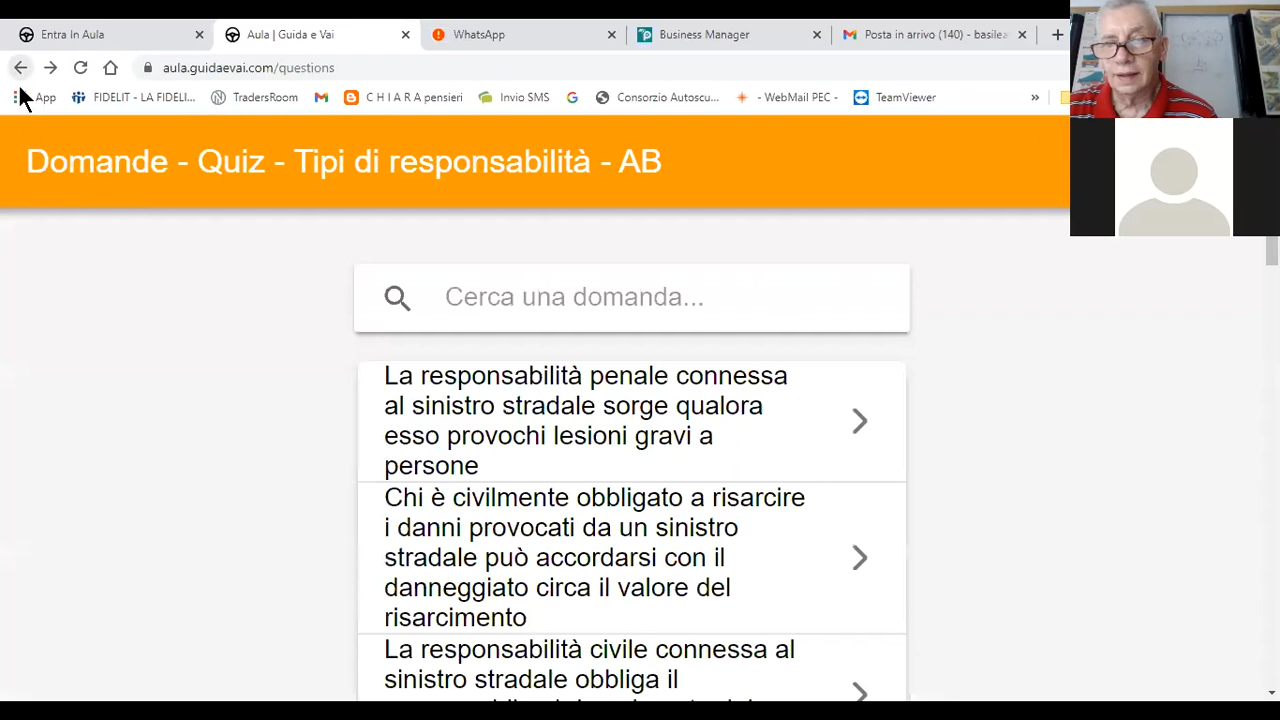 Entra In Aula
Aula | Guida e Vai
WhatsApp
Business Manager
Posta in arrivo (140) - basilea
aula.guidaevai.com/questions
App
FIDELIT - LA FIDELI...
TradersRoom
C H I A R A pensieri
Invio SMS
Consorzio Autoscu...
- WebMail PEC -
TeamViewer
»
Domande - Quiz - Tipi di responsabilità - AB
Cerca una domanda...
La responsabilità penale connessa
al sinistro stradale sorge qualora
esso provochi lesioni gravi a
persone
Chi è civilmente obbligato a risarcire
i danni provocati da un sinistro
stradale può accordarsi con il
danneggiato circa il valore del
risarcimento
La responsabilità civile connessa al
sinistro stradale obbliga il